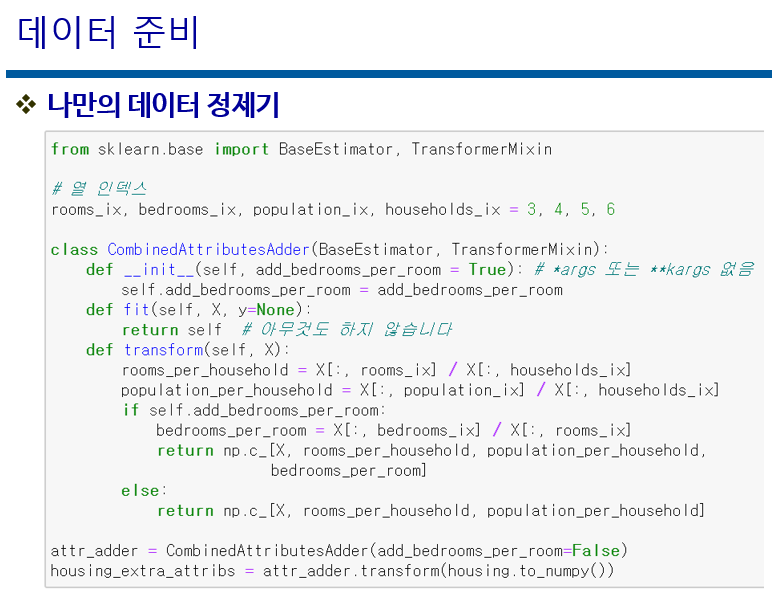 데이터 준비
❖ 나만의 데이터 정제기
from sklearn.base import BaseEstimator, TransformerMixin
# 열 인덱스
rooms_ix, bedrooms_ix, population_ix, households_ix = 3, 4, 5, 6
class CombinedAttributesAdder(BaseEstimator, TransformerMixin):
    def __init__(self, add_bedrooms_per_room = True): # *args 또는 **kargs 없음
        self.add_bedrooms_per_room = add_bedrooms_per_room
    def fit(self, X, y=None):
        return self  # 아무것도 하지 않습니다
    def transform(self, X):
        rooms_per_household = X[:, rooms_ix] / X[:, households_ix]
        population_per_household = X[:, population_ix] / X[:, households_ix]
        if self.add_bedrooms_per_room:
            bedrooms_per_room = X[:, bedrooms_ix] / X[:, rooms_ix]
            return np.c_[X, rooms_per_household, population_per_household,
                         bedrooms_per_room]
        else:
            return np.c_[X, rooms_per_household, population_per_household]
attr_adder = CombinedAttributesAdder(add_bedrooms_per_room=False)
housing_extra_attribs = attr_adder.transform(housing.to_numpy())